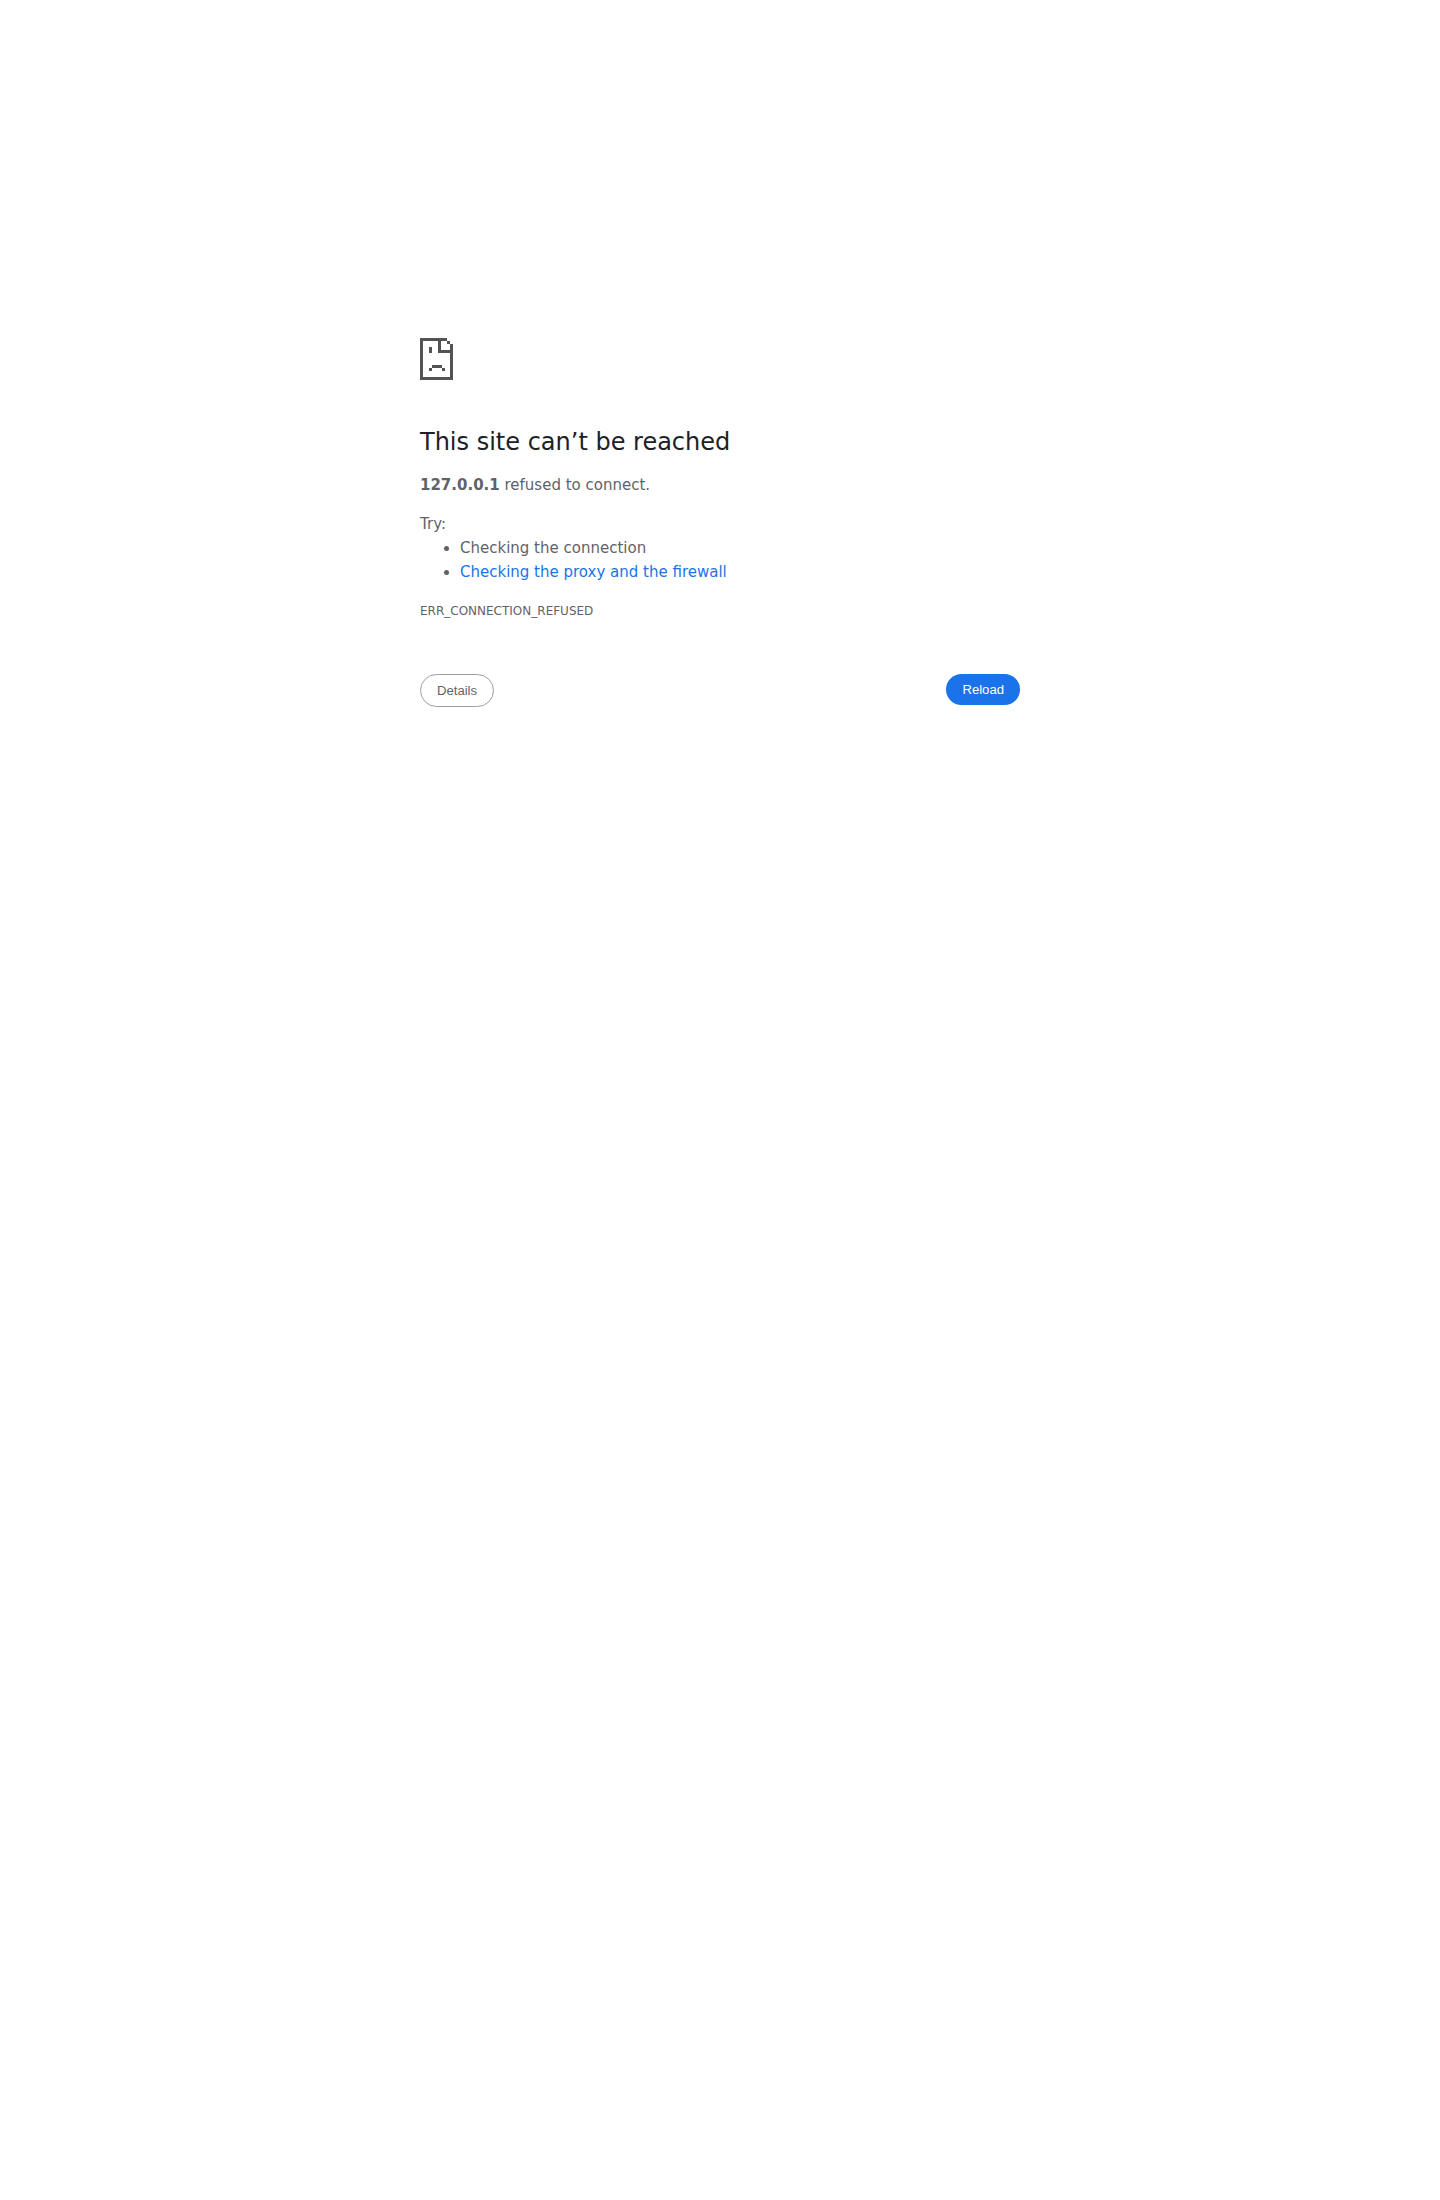 This site can’t be reached
127.0.0.1 refused to connect.
Try:
Checking the connection
Checking the proxy and the firewall
ERR_CONNECTION_REFUSED
Details
Reload